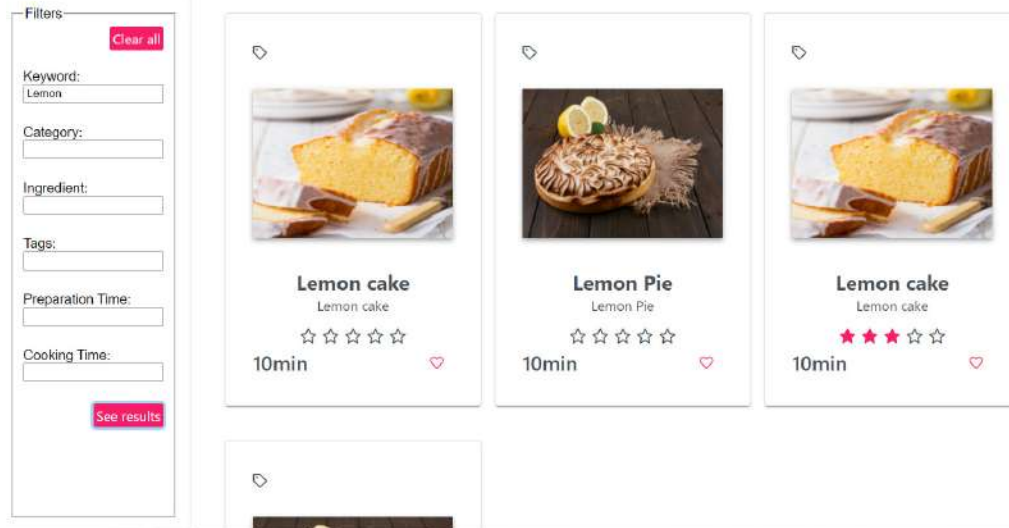 Filters
Clear all
Keyword:
Lemon
Category:
Ingredient:
Tags:
Preparation Time:
Cooking Time:
See results
Lemon cake
Lemon cake
10min
Lemon Pie
Lemon Pie
10min
Lemon cake
Lemon cake
10min